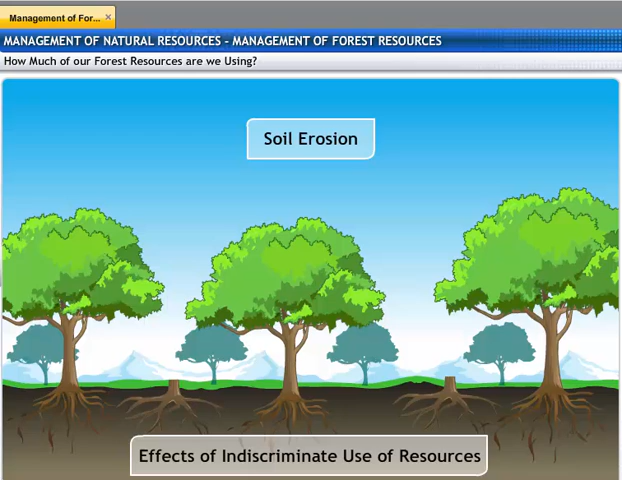 Management of For...
MANAGEMENT OF NATURAL RESOURCES - MANAGEMENT OF FOREST RESOURCES
How Much of our Forest Resources are we Using?
Soil Erosion
Effects of Indiscriminate Use of Resources